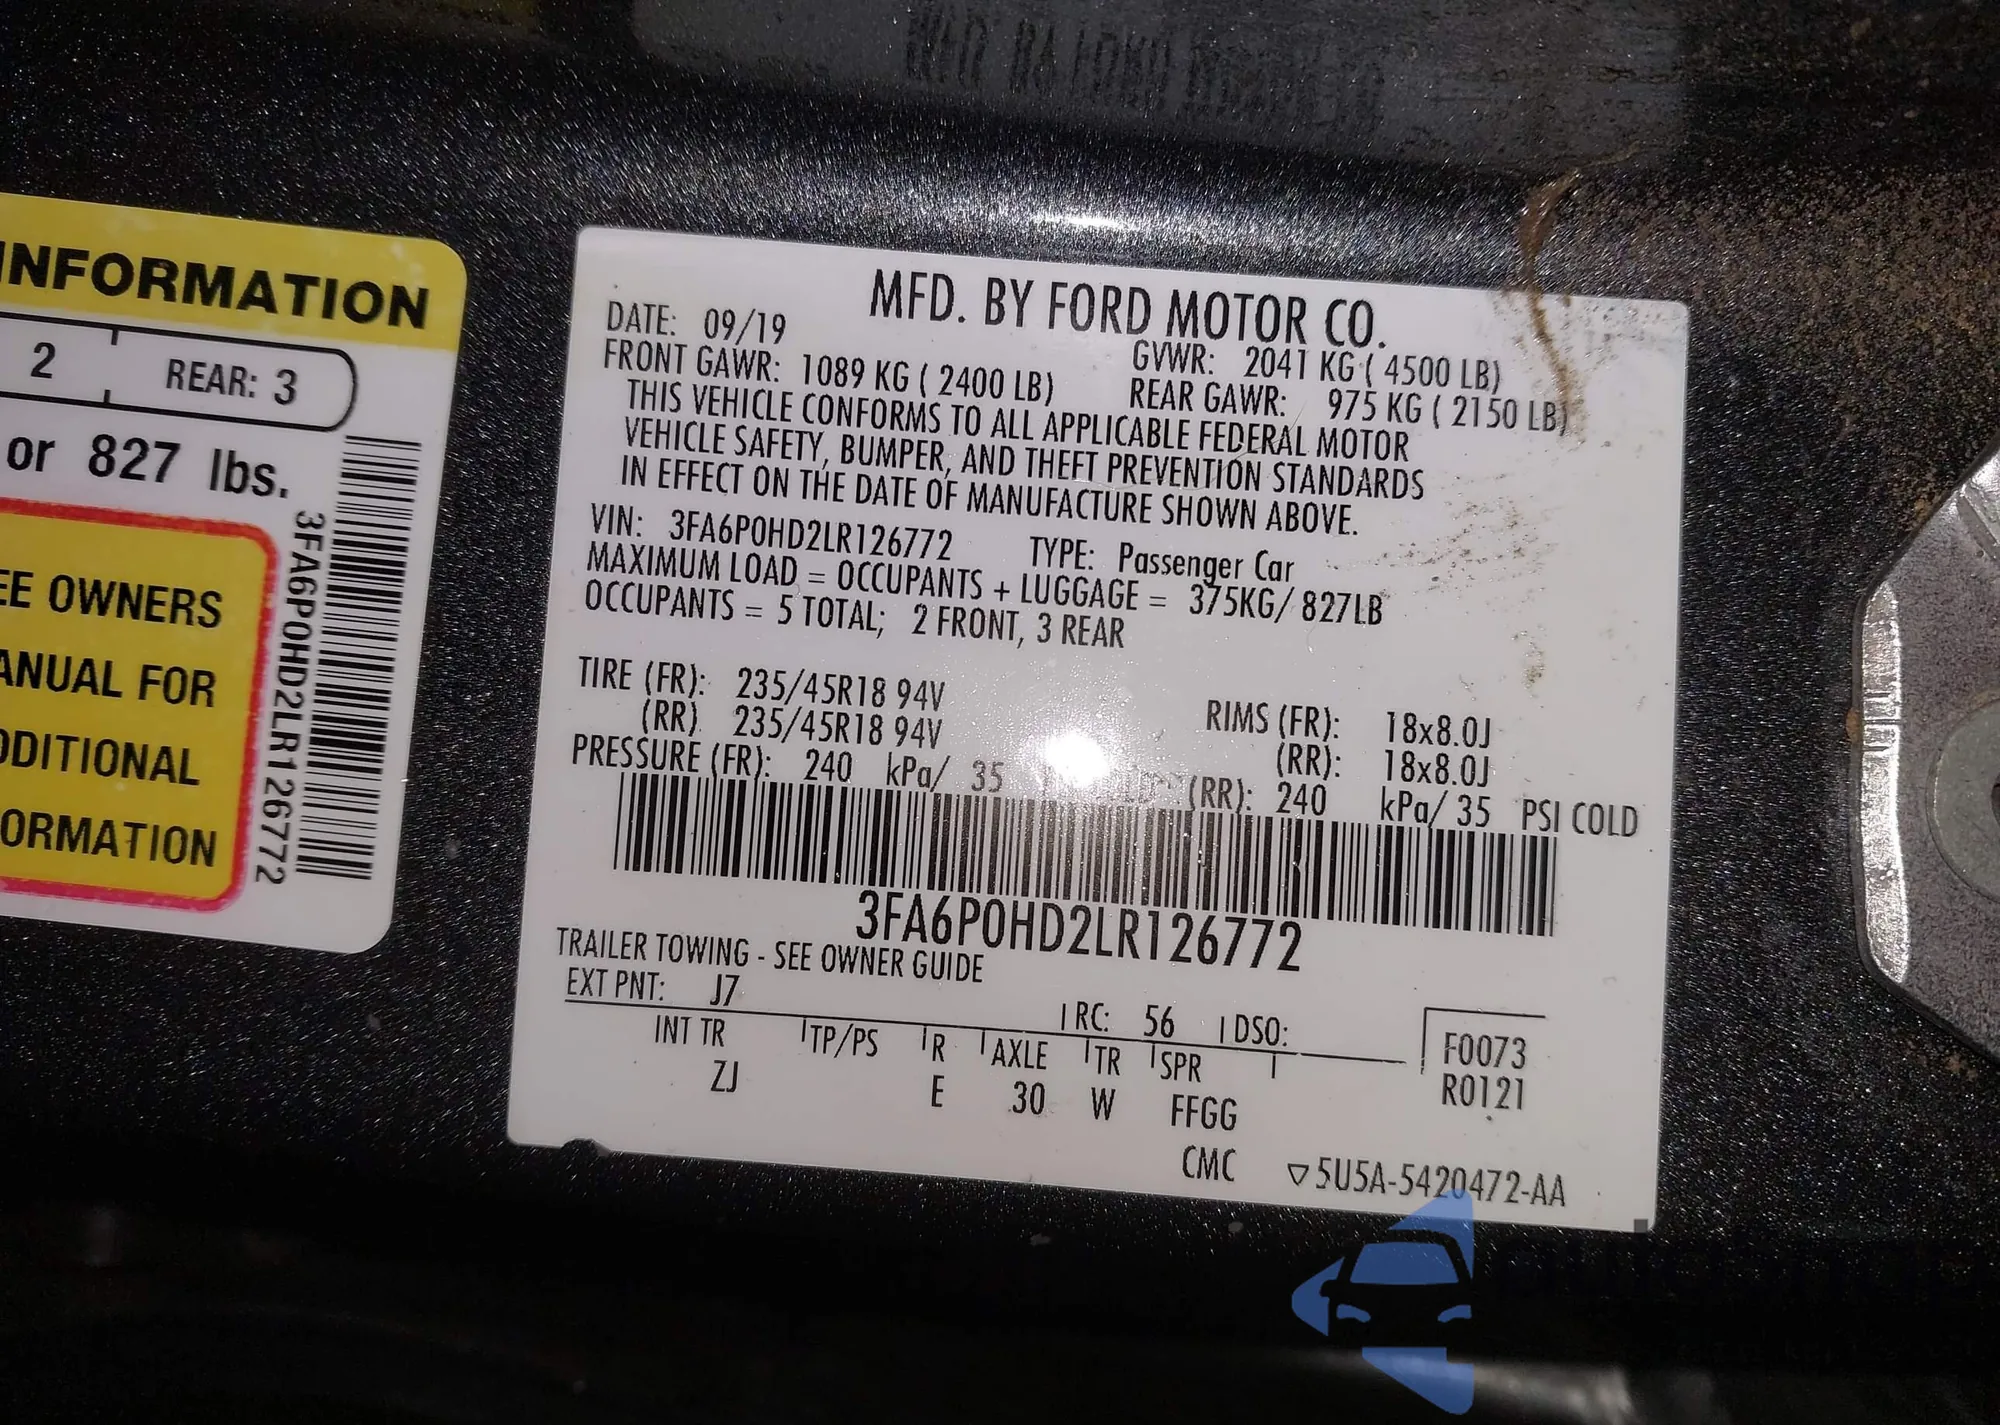 INFORMATION
2 REAR: 3
or 827 lbs.
EE OWNERS
ANUAL FOR
DDITIONAL
ORMATION
3FA6P0HD2LR126772
MFD. BY FORD MOTOR CO.
DATE: 09/19 GVWR: 2041 KG ( 4500 LB)
FRONT GAWR: 1089 KG ( 2400 LB) REAR GAWR: 975 KG ( 2150 LB)
THIS VEHICLE CONFORMS TO ALL APPLICABLE FEDERAL MOTOR
VEHICLE SAFETY, BUMPER, AND THEFT PREVENTION STANDARDS
IN EFFECT ON THE DATE OF MANUFACTURE SHOWN ABOVE.
VIN: 3FA6P0HD2LR126772 TYPE: Passenger Car
MAXIMUM LOAD = OCCUPANTS + LUGGAGE = 375KG/ 827LB
OCCUPANTS = 5 TOTAL; 2 FRONT, 3 REAR
TIRE (FR): 235/45R18 94V RIMS (FR): 18x8.0J
(RR) 235/45R18 94V (RR): 18x8.0J
PRESSURE (FR): 240 kPa/ 35 (RR): 240 kPa/ 35 PSI COLD
3FA6P0HD2LR126772
TRAILER TOWING - SEE OWNER GUIDE
EXT PNT: J7 RC: 56 DSO:
INT TR TP/PS R AXLE TR SPR F0073
ZJ E 30 W FFGG R0121
CMC ▽5U5A-5420472-AA